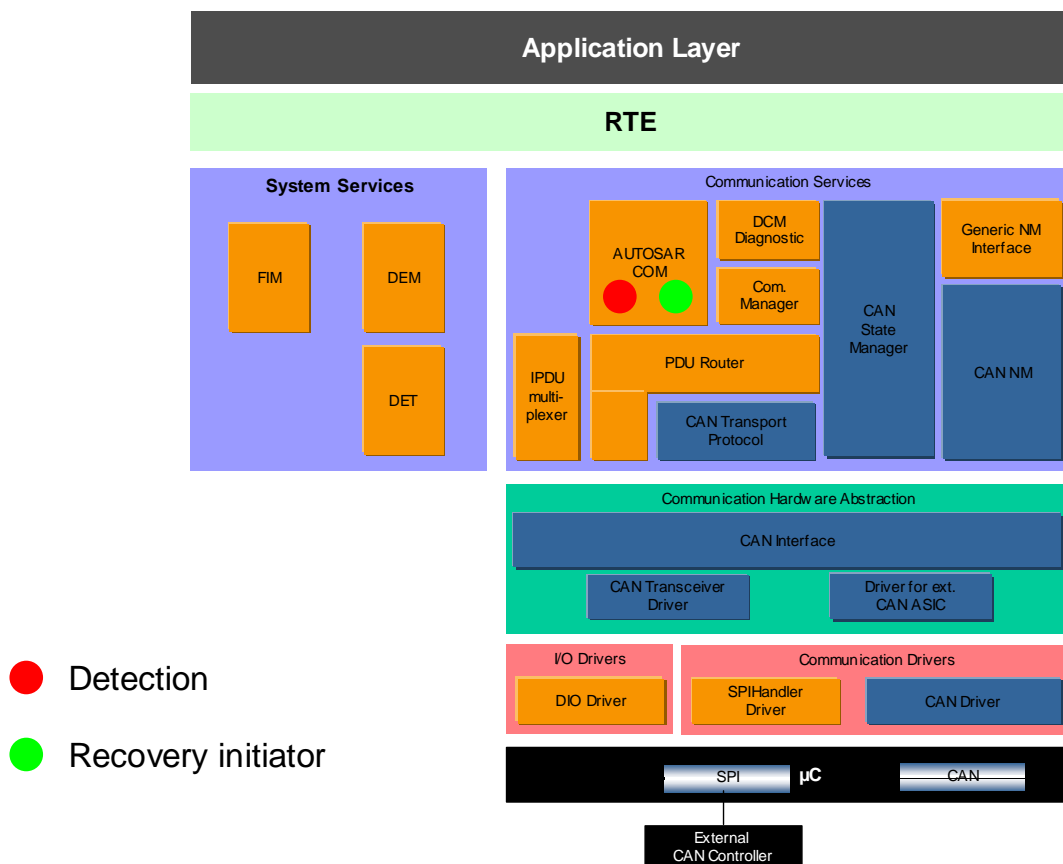 Application Layer
RTE
System Services
FIM
DEM
DET
Communication Services
AUTOSAR
COM
DCM
Diagnostic
Com.
Manager
CAN
State
Manager
Generic NM
Interface
CAN NM
IPDU
multi-
plexer
PDU Router
CAN Transport
Protocol
Communication Hardware Abstraction
CAN Interface
CAN Transceiver
Driver
Driver for ext.
CAN ASIC
I/O Drivers
DIO Driver
Communication Drivers
SPIHandler
Driver
CAN Driver
SPI
µC
CAN
External
CAN Controller
Detection
Recovery initiator